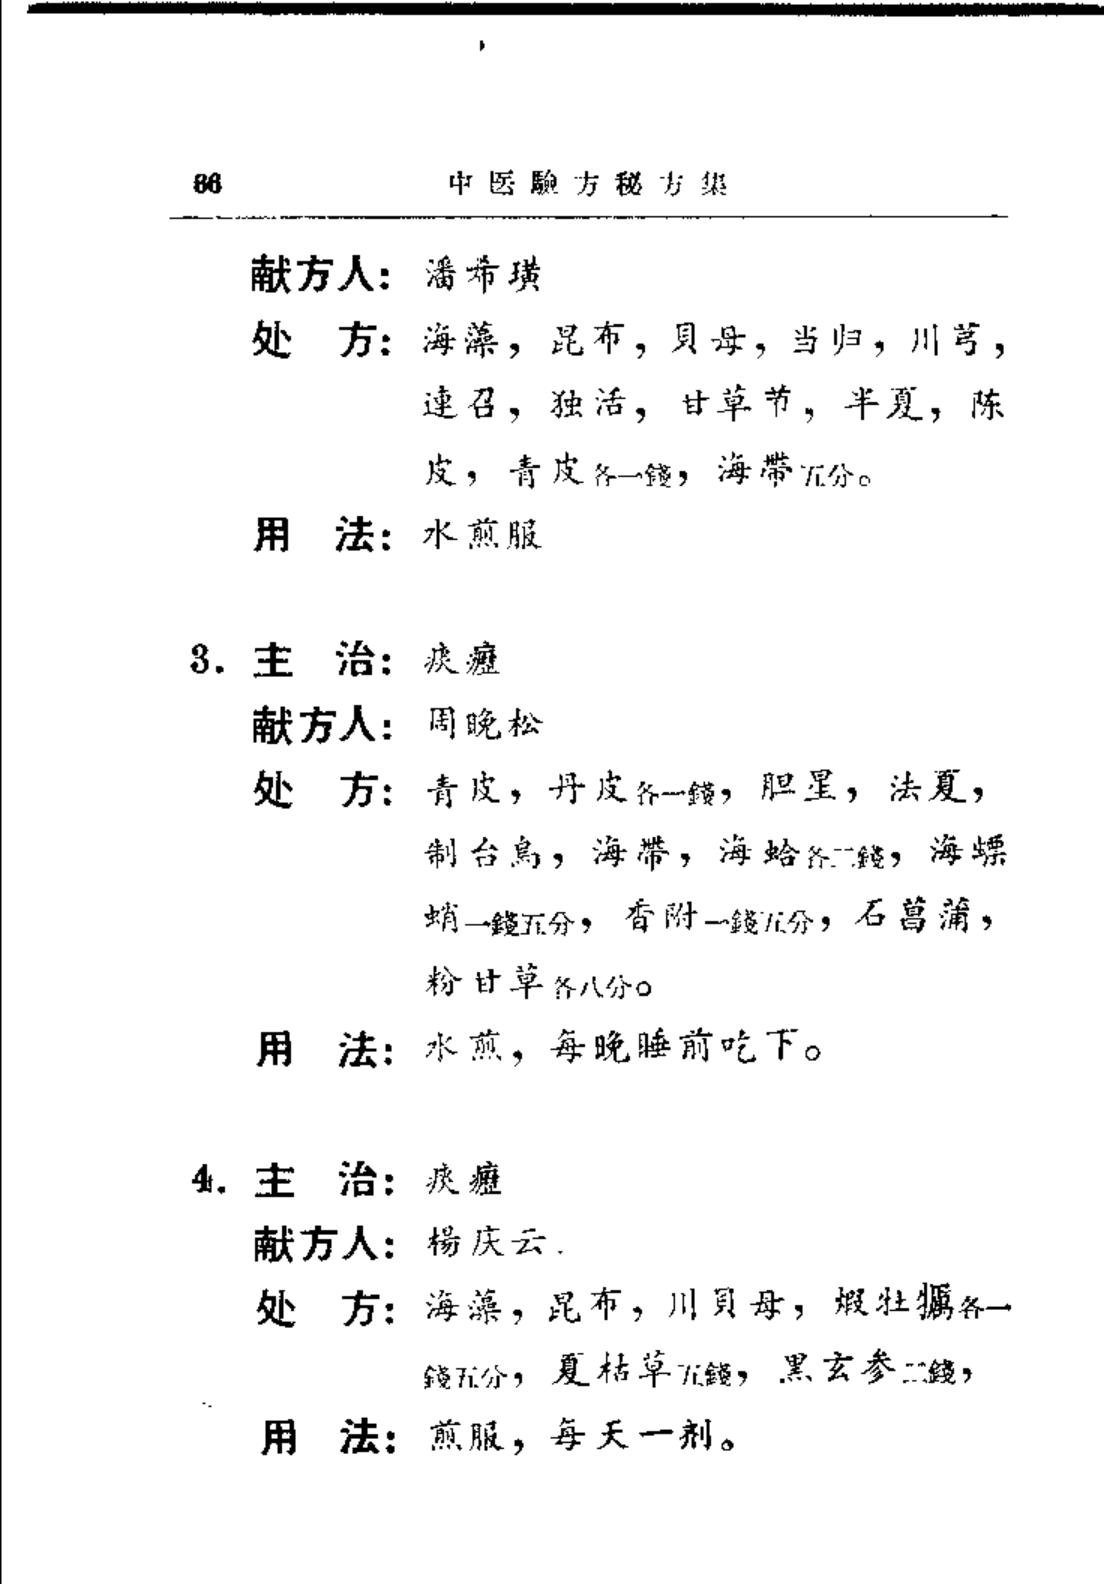 66 中医驗方秘方集
献方人：潘希璜
处 方：海藻，昆布，貝母，当归，川芎，
連召，独活，甘草节，半夏，陈
皮，青皮各一錢，海帶五分。
用 法：水煎服
3. 主 治：痰癧
献方人：周晚松
处 方：青皮，丹皮各一錢，胆星，法夏，
制台烏，海帶，海蛤各二錢，海螵
蛸一錢五分，香附一錢五分，石菖蒲，
粉甘草各八分。
用 法：水煎，每晚睡前吃下。
4. 主 治：痰癧
献方人：楊庆云.
处 方：海藻，昆布，川貝母，煆牡犡各一
錢五分，夏枯草五錢，黑玄参二錢，
用 法：煎服，每天一剂。